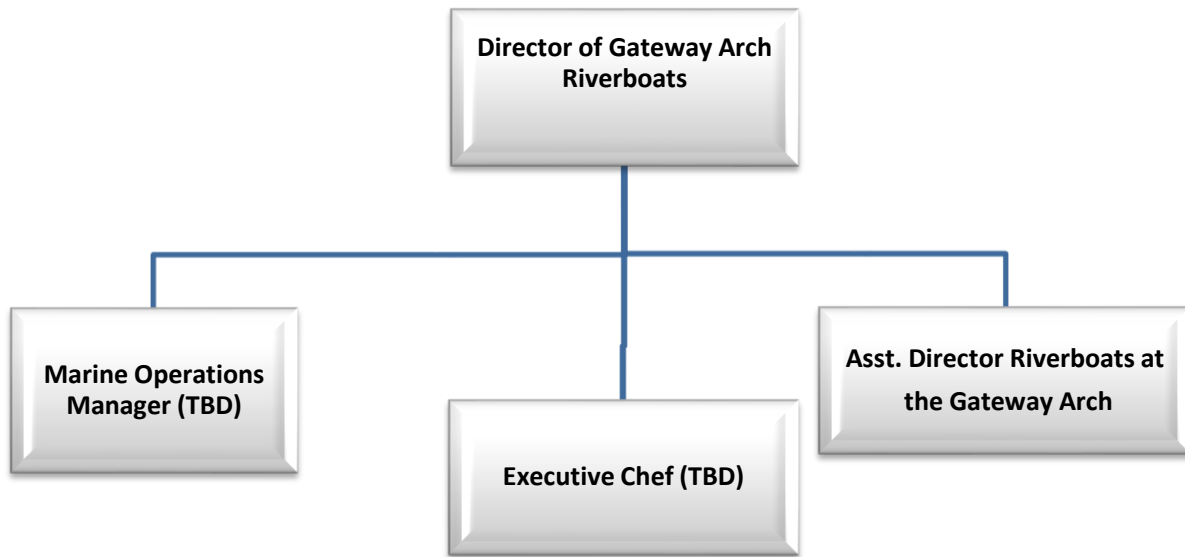 Director of Gateway Arch
Riverboats
Marine Operations
Manager (TBD)
Executive Chef (TBD)
Asst. Director Riverboats at
the Gateway Arch